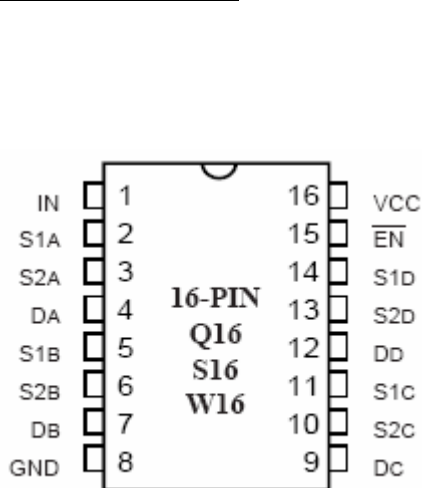 IN 1 16 VCC
S1A 2 15 EN
S2A 3 14 S1D
DA 4 13 S2D
S1B 5 12 DD
S2B 6 11 S1C
DB 7 10 S2C
GND 8 9 DC
16-PIN
Q16
S16
W16